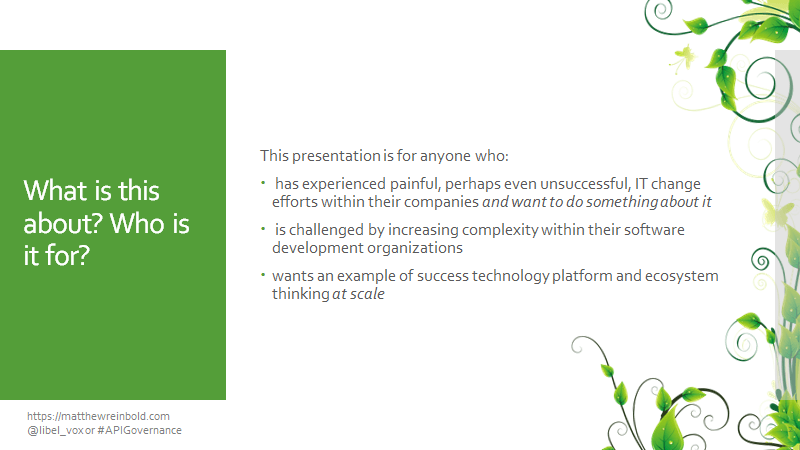 What is this
about? Who is
it for?
This presentation is for anyone who:
• has experienced painful, perhaps even unsuccessful, IT change
efforts within their companies and want to do something about it
• is challenged by increasing complexity within their software
development organizations
• wants an example of success technology platform and ecosystem
thinking at scale
https://matthewreinbold.com
@libel_vox or #APIGovernance